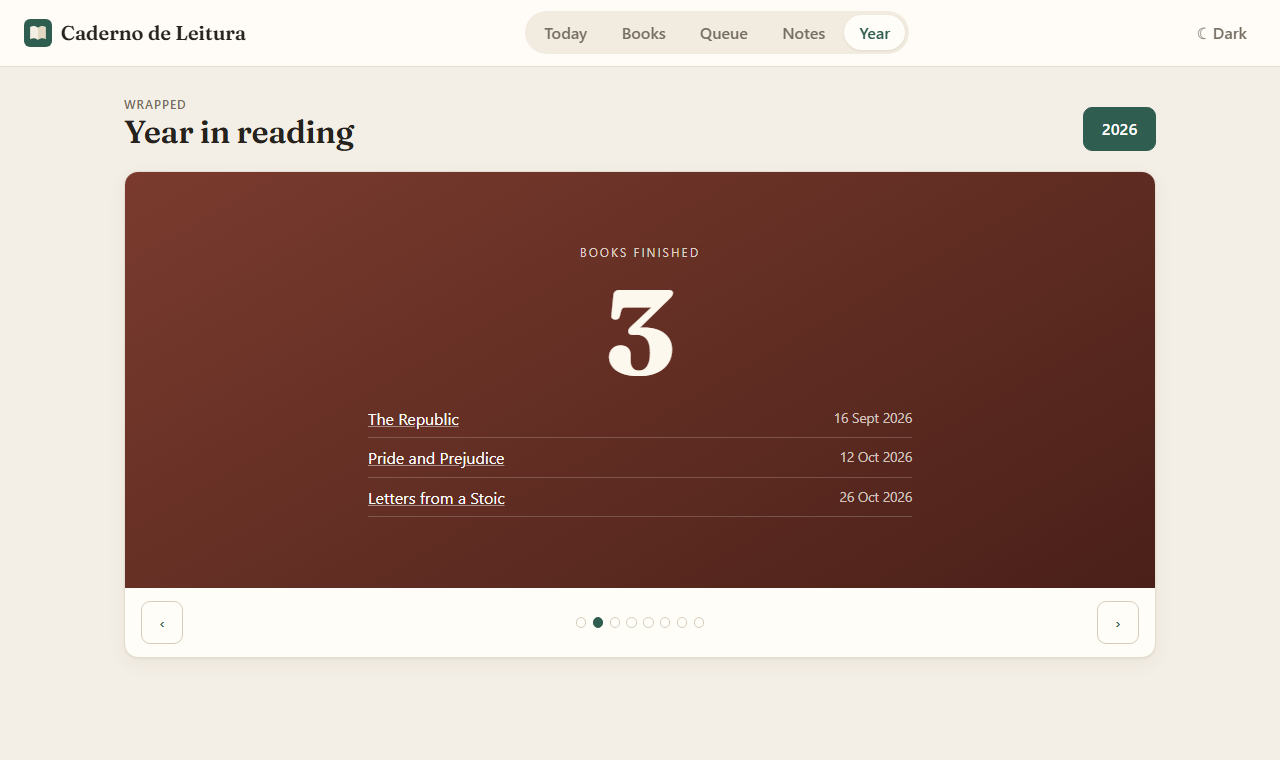 Caderno de Leitura
Today
Books
Queue
Notes
Year
☾ Dark
WRAPPED
Year in reading
2026
BOOKS FINISHED
3
The Republic 16 Sept 2026
Pride and Prejudice 12 Oct 2026
Letters from a Stoic 26 Oct 2026
‹
›